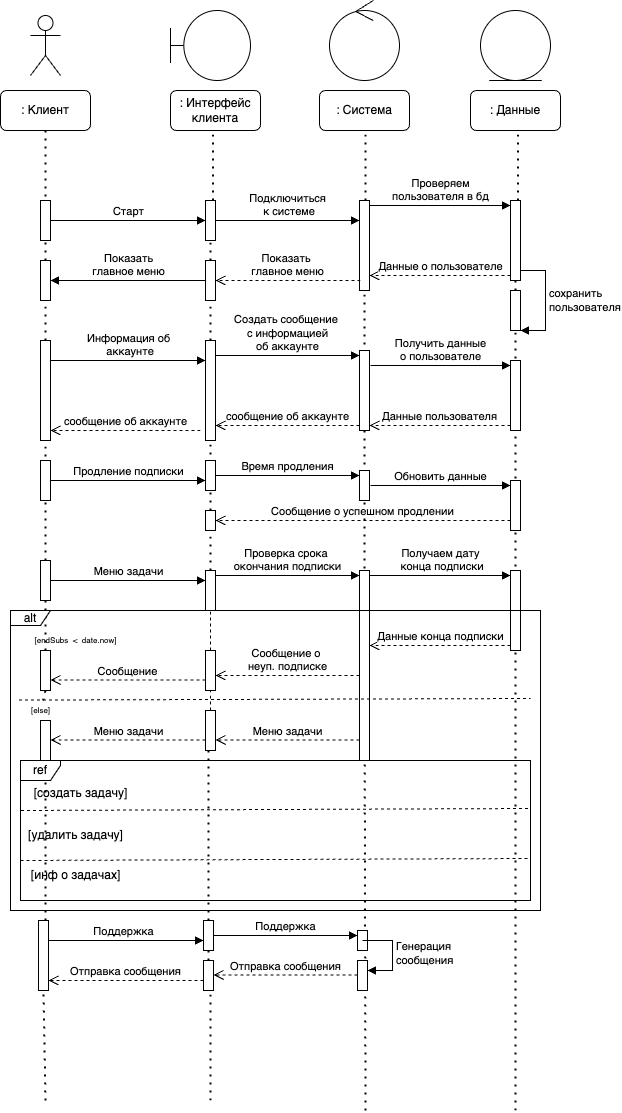 : Клиент
: Интерфейс
клиента
: Система
: Данные
Старт
Подключиться
к системе
Проверяем
пользователя в бд
Показать
главное меню
Показать
главное меню
Данные о пользователе
сохранить
пользователя
Информация об
аккаунте
Создать сообщение
с информацией
об аккаунте
Получить данные
о пользователе
сообщение об аккаунте
сообщение об аккаунте
Данные пользователя
Продление подписки
Время продления
Обновить данные
Сообщение о успешном продлении
Меню задачи
Проверка срока
окончания подписки
Получаем дату
конца подписки
alt
[endSubs < date.now]
Данные конца подписки
Сообщение
Сообщение о
неуп. подписке
[else]
Меню задачи
Меню задачи
ref
[создать задачу]
[удалить задачу]
[инф о задачах]
Поддержка
Поддержка
Генерация
сообщения
Отправка сообщения
Отправка сообщения